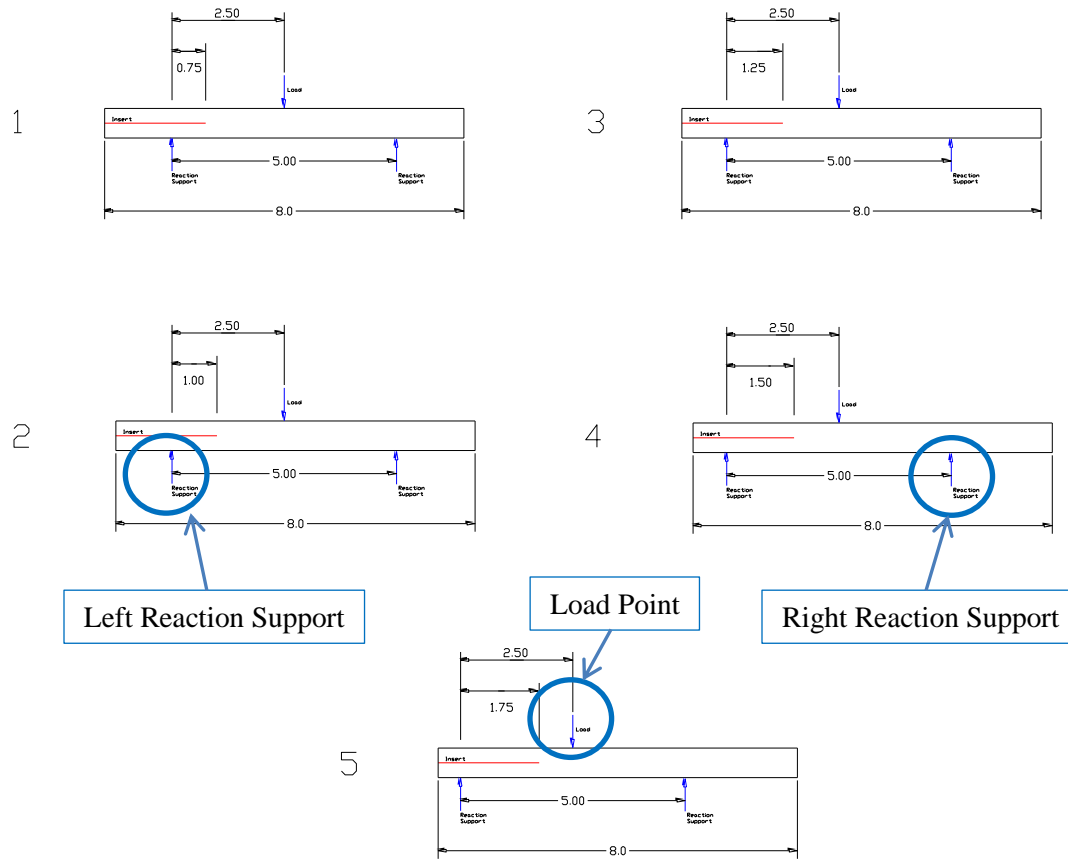 2.50
0.75
Load
1
Insert
5.00
Reaction
Support
Reaction
Support
8.0
2.50
1.25
Load
3
Insert
5.00
Reaction
Support
Reaction
Support
8.0
2.50
1.00
Load
2
Insert
5.00
Reaction
Support
Reaction
Support
8.0
2.50
1.50
Load
4
Insert
5.00
Reaction
Support
Reaction
Support
8.0
Left Reaction Support
Load Point
Right Reaction Support
2.50
1.75
Load
5
Insert
5.00
Reaction
Support
Reaction
Support
8.0